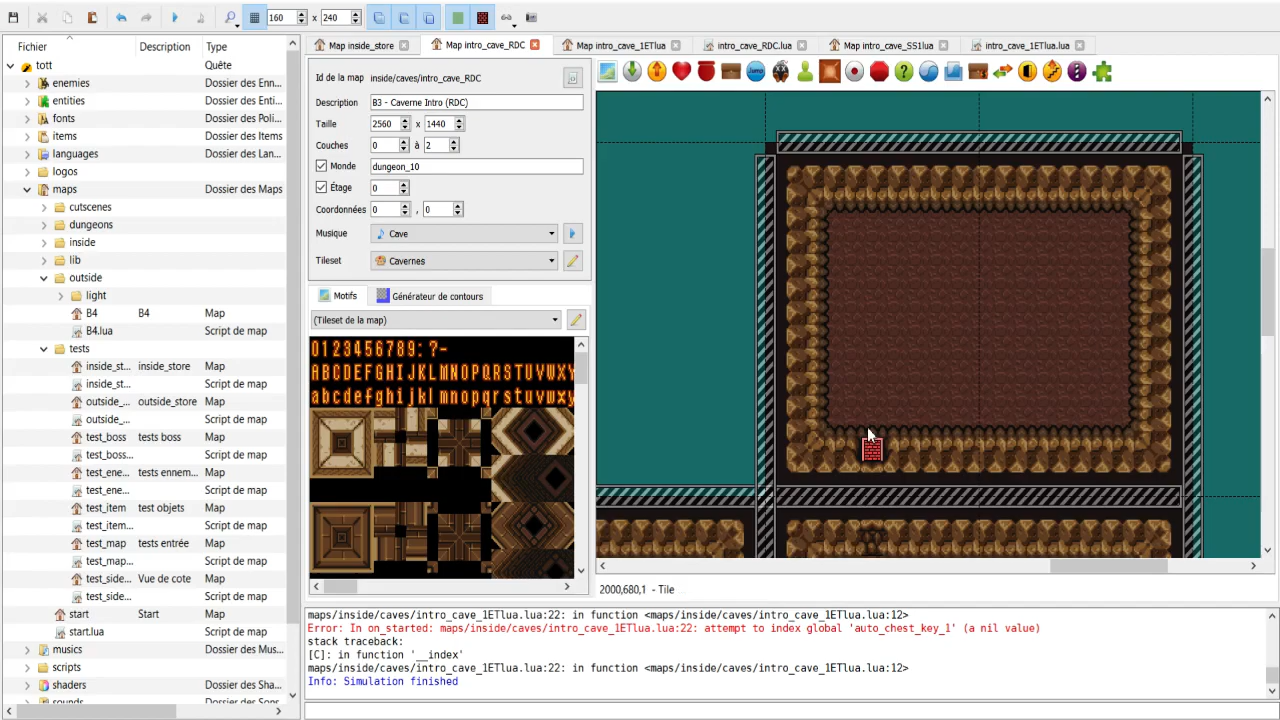 160 x 240
Fichier Description Type
tott Quête
enemies Dossier des Enn...
entities Dossier des Enti...
fonts Dossier des Poli...
items Dossier des Items
languages Dossier des Lan...
logos
maps Dossier des Maps
cutscenes
dungeons
inside
lib
outside
light
B4 B4 Map
B4.lua Script de map
tests
inside_st... inside_store Map
inside_st... Script de map
outside_... outside_store Map
outside_... Script de map
test_boss tests boss Map
test_boss... Script de map
test_ene... tests ennem... Map
test_ene... Script de map
test_item test objets Map
test_item... Script de map
test_map tests entrée Map
test_map... Script de map
test_side... Vue de cote Map
test_side... Script de map
start Start Map
start.lua Script de map
musics Dossier des Mus...
scripts
shaders Dossier des Sha...
sounds Dossier des Sons
Map inside_store
Map intro_cave_RDC
Map intro_cave_1ETlua
intro_cave_RDC.lua
Map intro_cave_SS1lua
intro_cave_1ETlua.lua
Id de la map inside/caves/intro_cave_RDC
Description B3 - Caverne Intro (RDC)
Taille 2560 x 1440
Couches 0 à 2
Monde dungeon_10
Étage 0
Coordonnées 0 , 0
Musique Cave
Tileset Cavernes
Motifs Générateur de contours
(Tileset de la map)
0123456789:?-
ABCDEFGHIJKLMNOPQRSTUVWXY
abcdefghijklmnopqrstuvwxy
Jump
2000,680,1 - Tile
maps/inside/caves/intro_cave_1ETlua.lua:22: in function <maps/inside/caves/intro_cave_1ETlua.lua:12>
Error: In on_started: maps/inside/caves/intro_cave_1ETlua.lua:22: attempt to index global 'auto_chest_key_1' (a nil value)
stack traceback:
[C]: in function '__index'
maps/inside/caves/intro_cave_1ETlua.lua:22: in function <maps/inside/caves/intro_cave_1ETlua.lua:12>
Info: Simulation finished